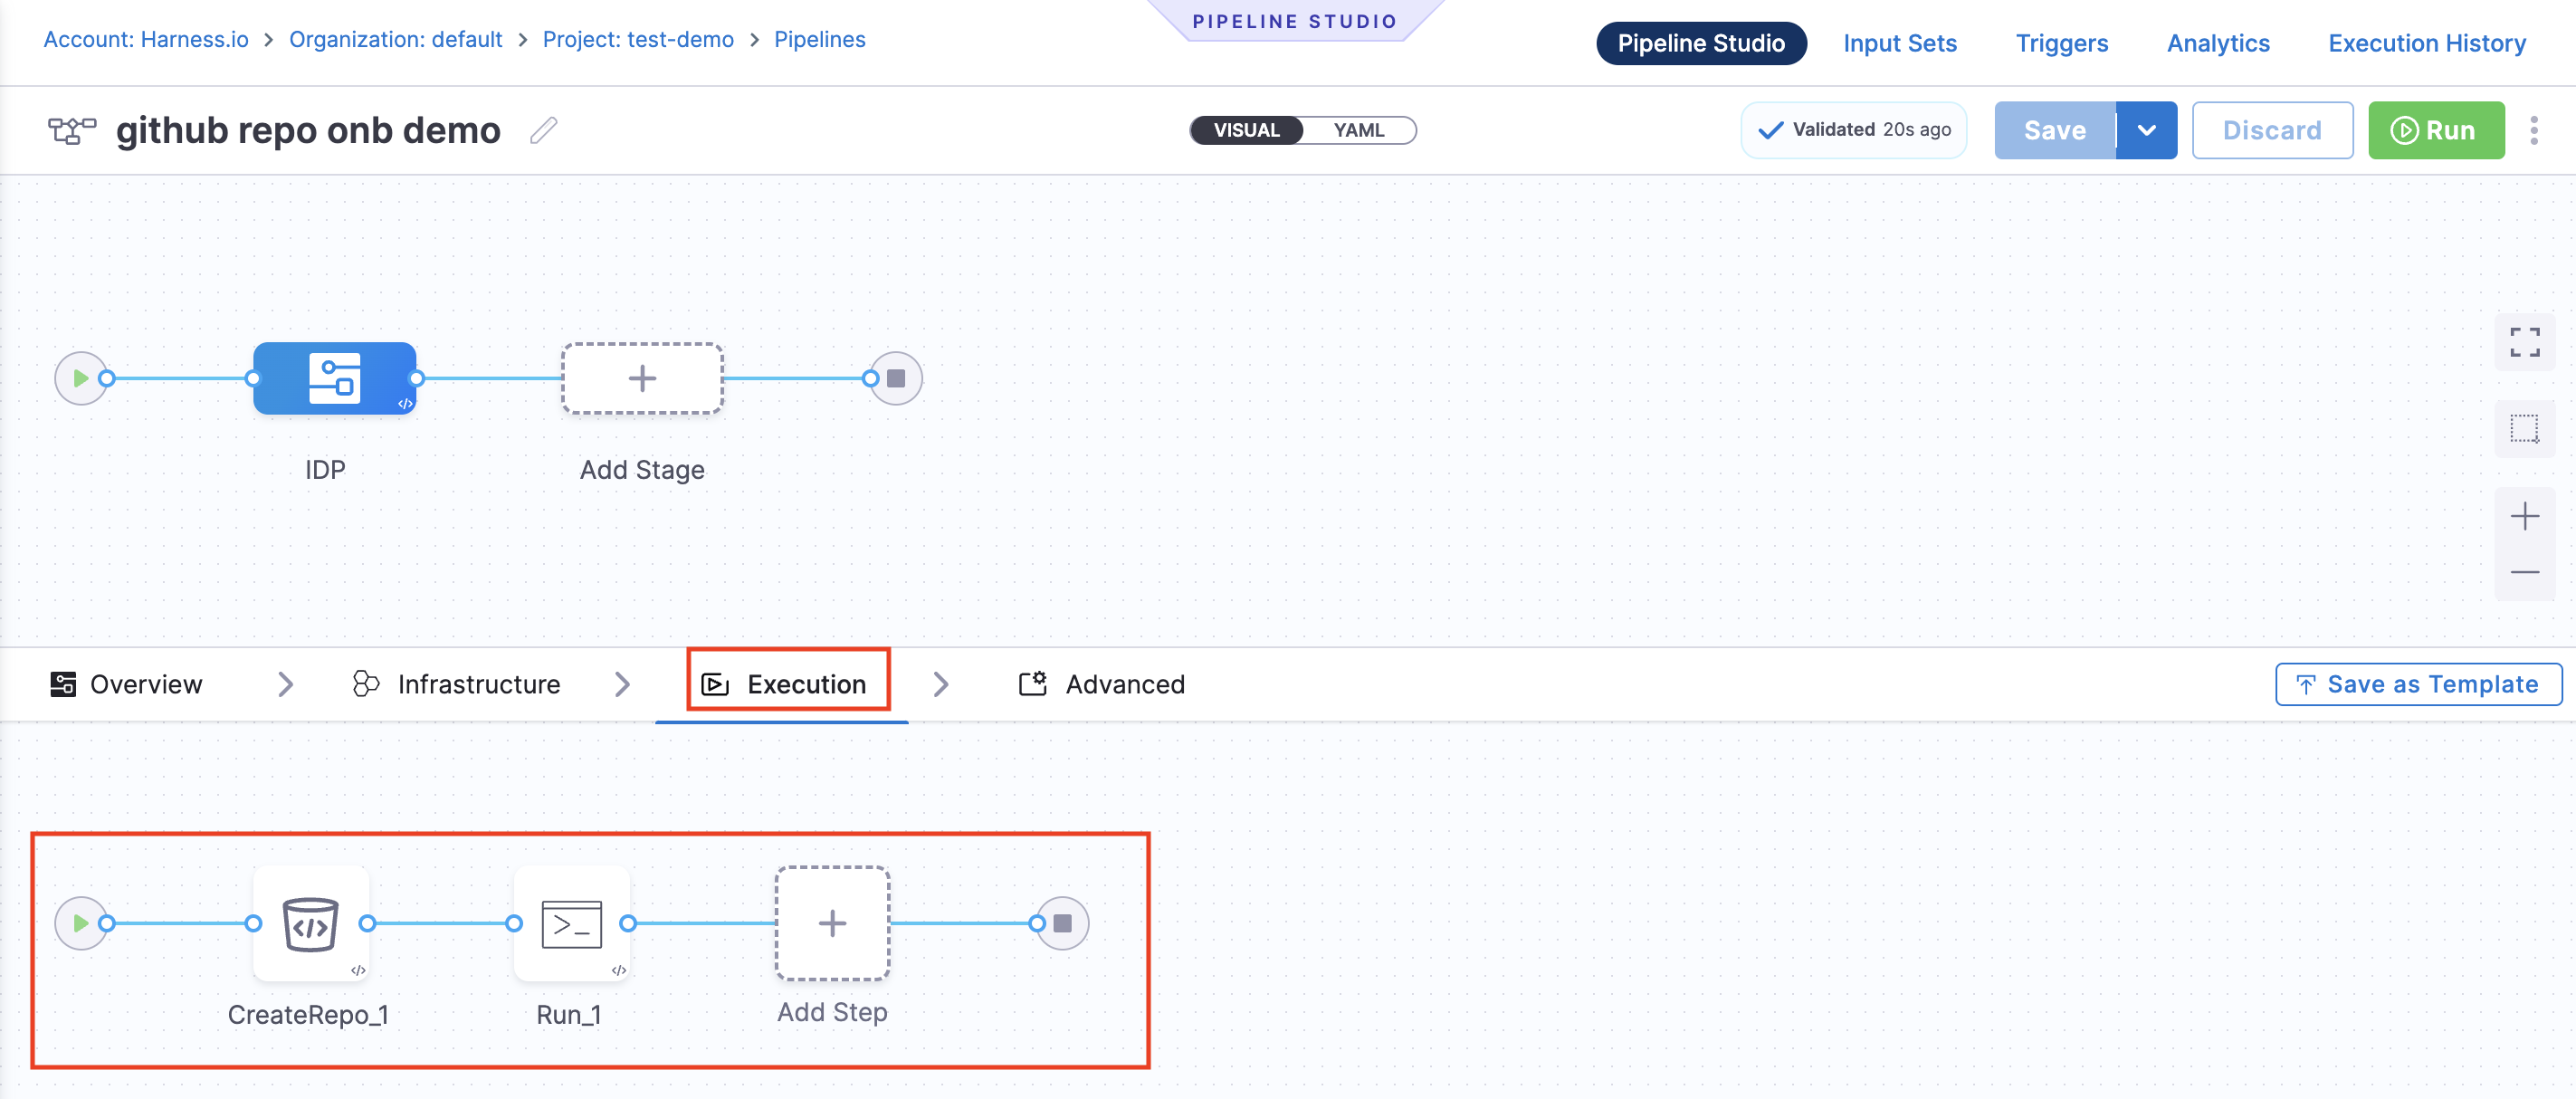 PIPELINE STUDIO
Account: Harness.io > Organization: default > Project: test-demo > Pipelines
Pipeline Studio Input Sets Triggers Analytics Execution History
github repo onb demo
VISUAL YAML
Validated 20s ago
Save Discard Run
IDP Add Stage
Overview Infrastructure Execution Advanced
Save as Template
CreateRepo_1 Run_1 Add Step